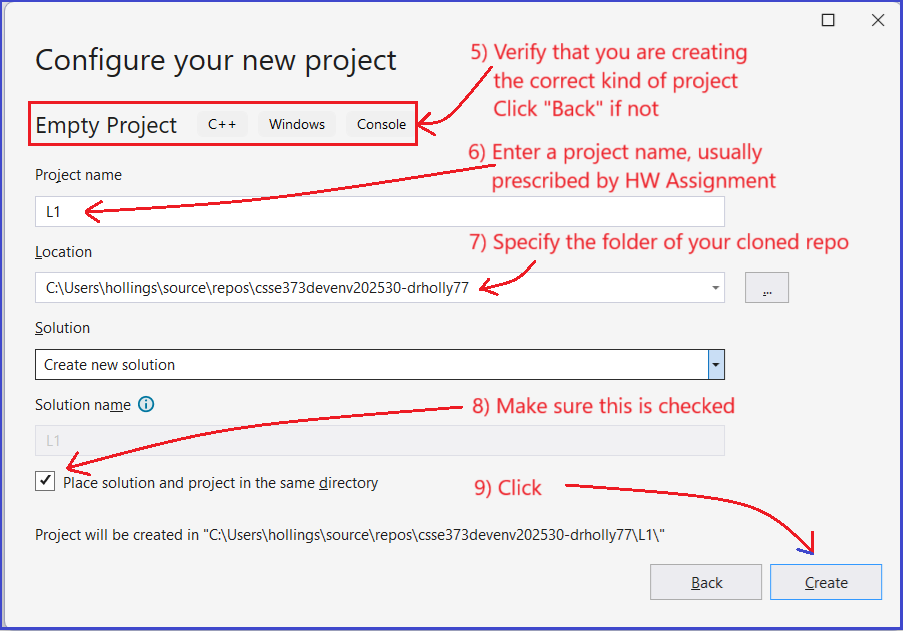 Configure your new project
5) Verify that you are creating
the correct kind of project
Click "Back" if not
Empty Project C++ Windows Console
6) Enter a project name, usually
prescribed by HW Assignment
Project name
L1
7) Specify the folder of your cloned repo
Location
C:\Users\hollings\source\repos\csse373devenv202530-drholly77
...
Solution
Create new solution
Solution name
8) Make sure this is checked
L1
Place solution and project in the same directory
9) Click
Project will be created in "C:\Users\hollings\source\repos\csse373devenv202530-drholly77\L1\"
Back
Create